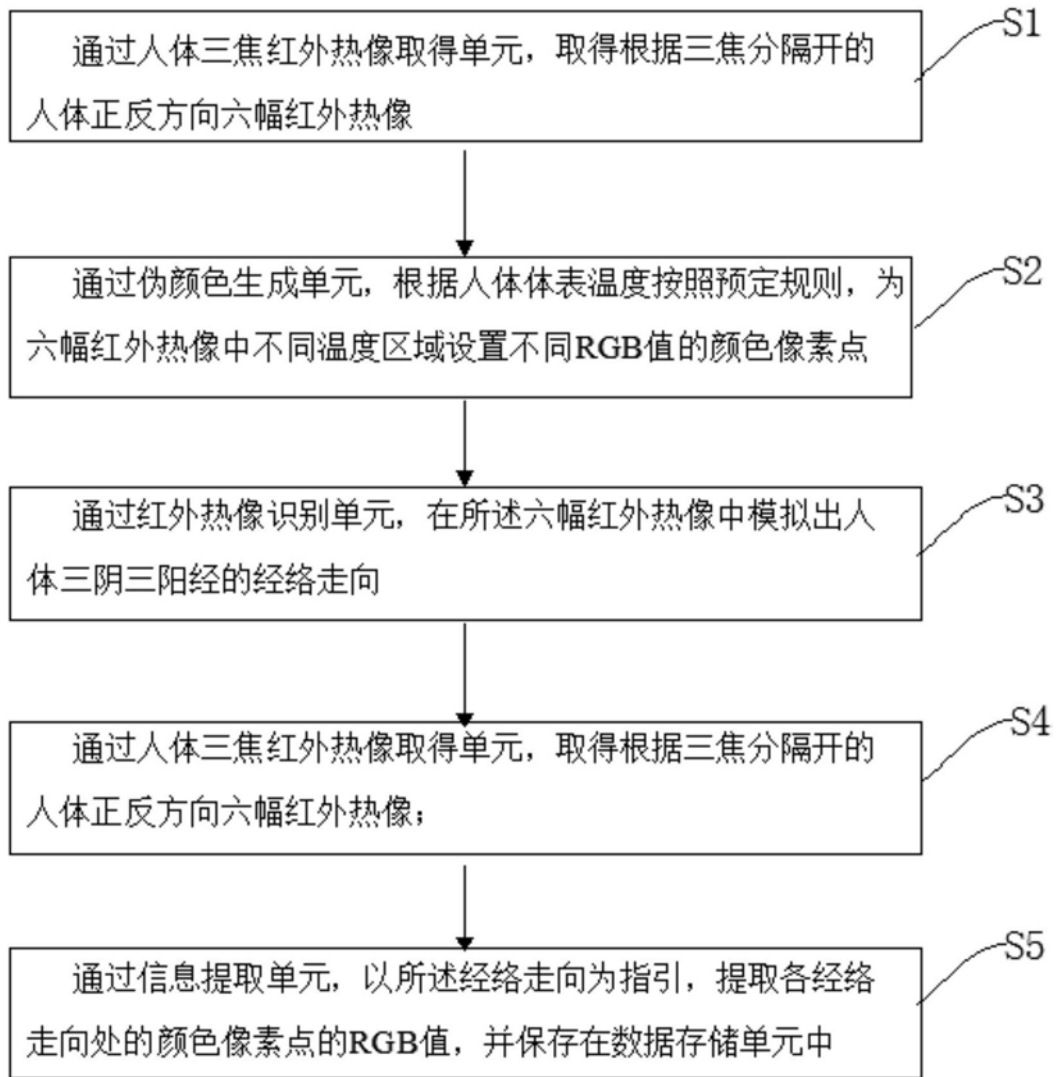 通过人体三焦红外热像取得单元，取得根据三焦分隔开的
人体正反方向六幅红外热像
S1
通过伪颜色生成单元，根据人体体表温度按照预定规则，为
六幅红外热像中不同温度区域设置不同RGB值的颜色像素点
S2
通过红外热像识别单元，在所述六幅红外热像中模拟出人
体三阴三阳经的经络走向
S3
通过人体三焦红外热像取得单元，取得根据三焦分隔开的
人体正反方向六幅红外热像；
S4
通过信息提取单元，以所述经络走向为指引，提取各经络
走向处的颜色像素点的RGB值，并保存在数据存储单元中
S5